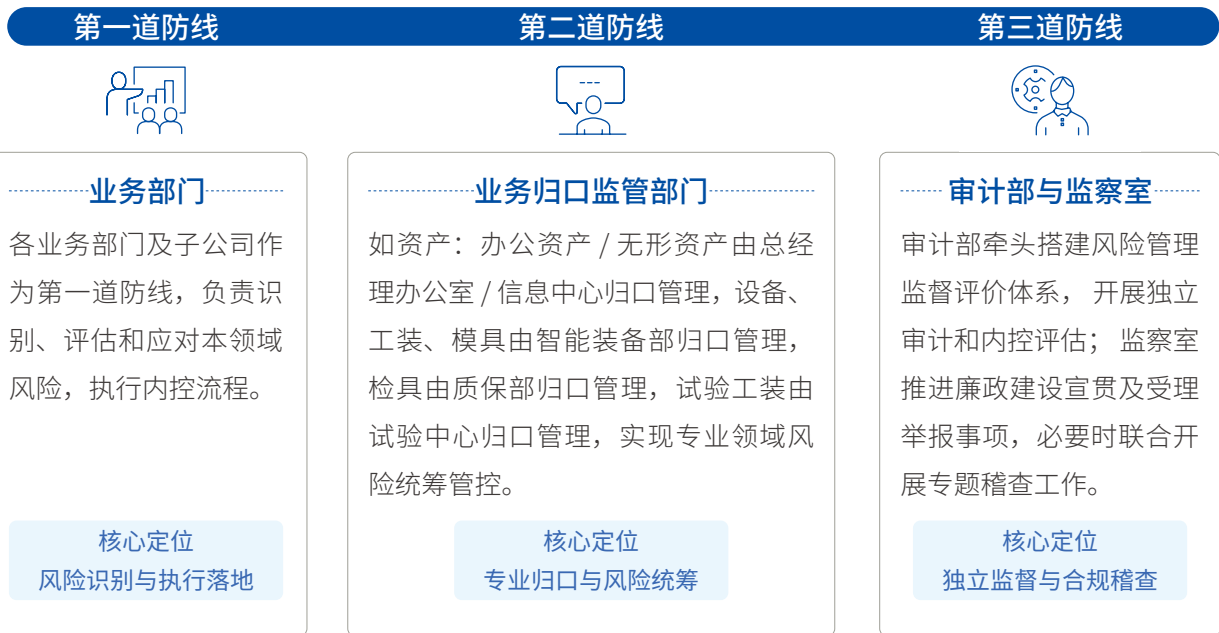 第一道防线
第二道防线
第三道防线
业务部门
各业务部门及子公司作
为第一道防线，负责识
别、评估和应对本领域
风险，执行内控流程。
核心定位
风险识别与执行落地
业务归口监管部门
如资产：办公资产 / 无形资产由总经
理办公室 / 信息中心归口管理，设备、
工装、模具由智能装备部归口管理，
检具由质保部归口管理，试验工装由
试验中心归口管理，实现专业领域风
险统筹管控。
核心定位
专业归口与风险统筹
审计部与监察室
审计部牵头搭建风险管理
监督评价体系， 开展独立
审计和内控评估； 监察室
推进廉政建设宣贯及受理
举报事项，必要时联合开
展专题稽查工作。
核心定位
独立监督与合规稽查